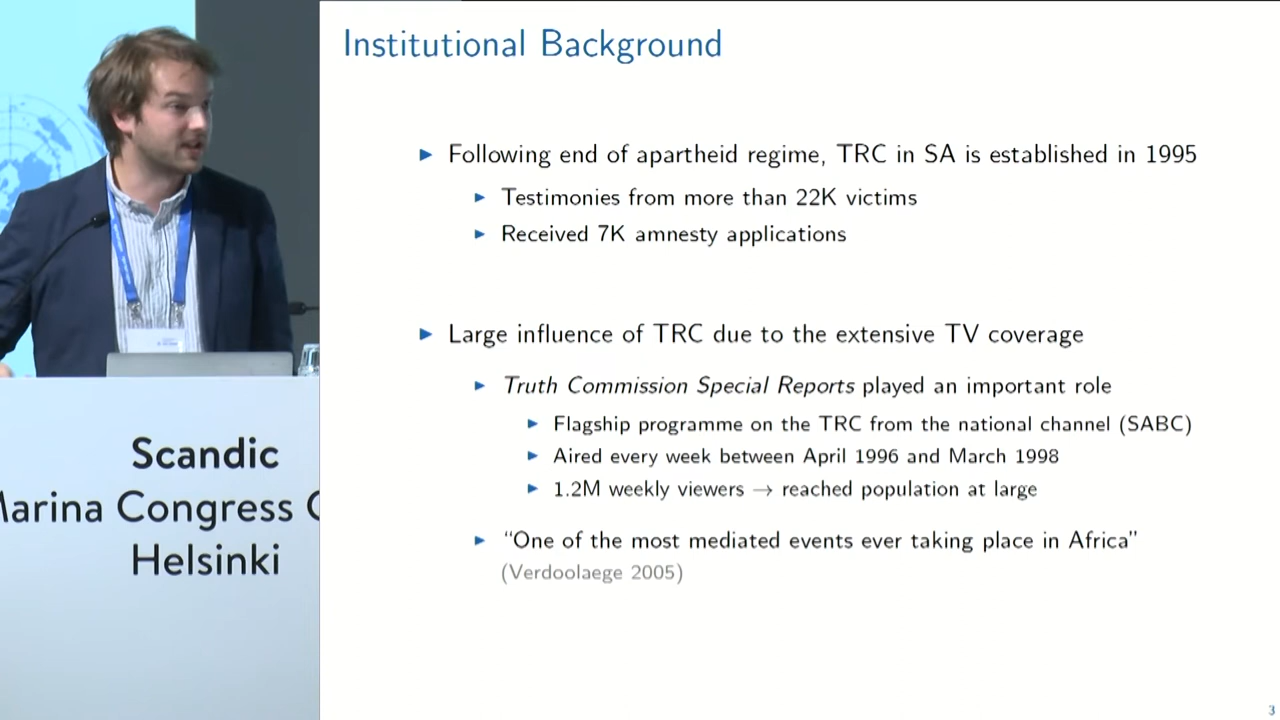 Institutional Background
Following end of apartheid regime, TRC in SA is established in 1995
Testimonies from more than 22K victims
Received 7K amnesty applications
Large influence of TRC due to the extensive TV coverage
Truth Commission Special Reports played an important role
Flagship programme on the TRC from the national channel (SABC)
Aired every week between April 1996 and March 1998
1.2M weekly viewers → reached population at large
“One of the most mediated events ever taking place in Africa”
(Verdoolaege 2005)
3
Scandic
arina Congress
Helsinki